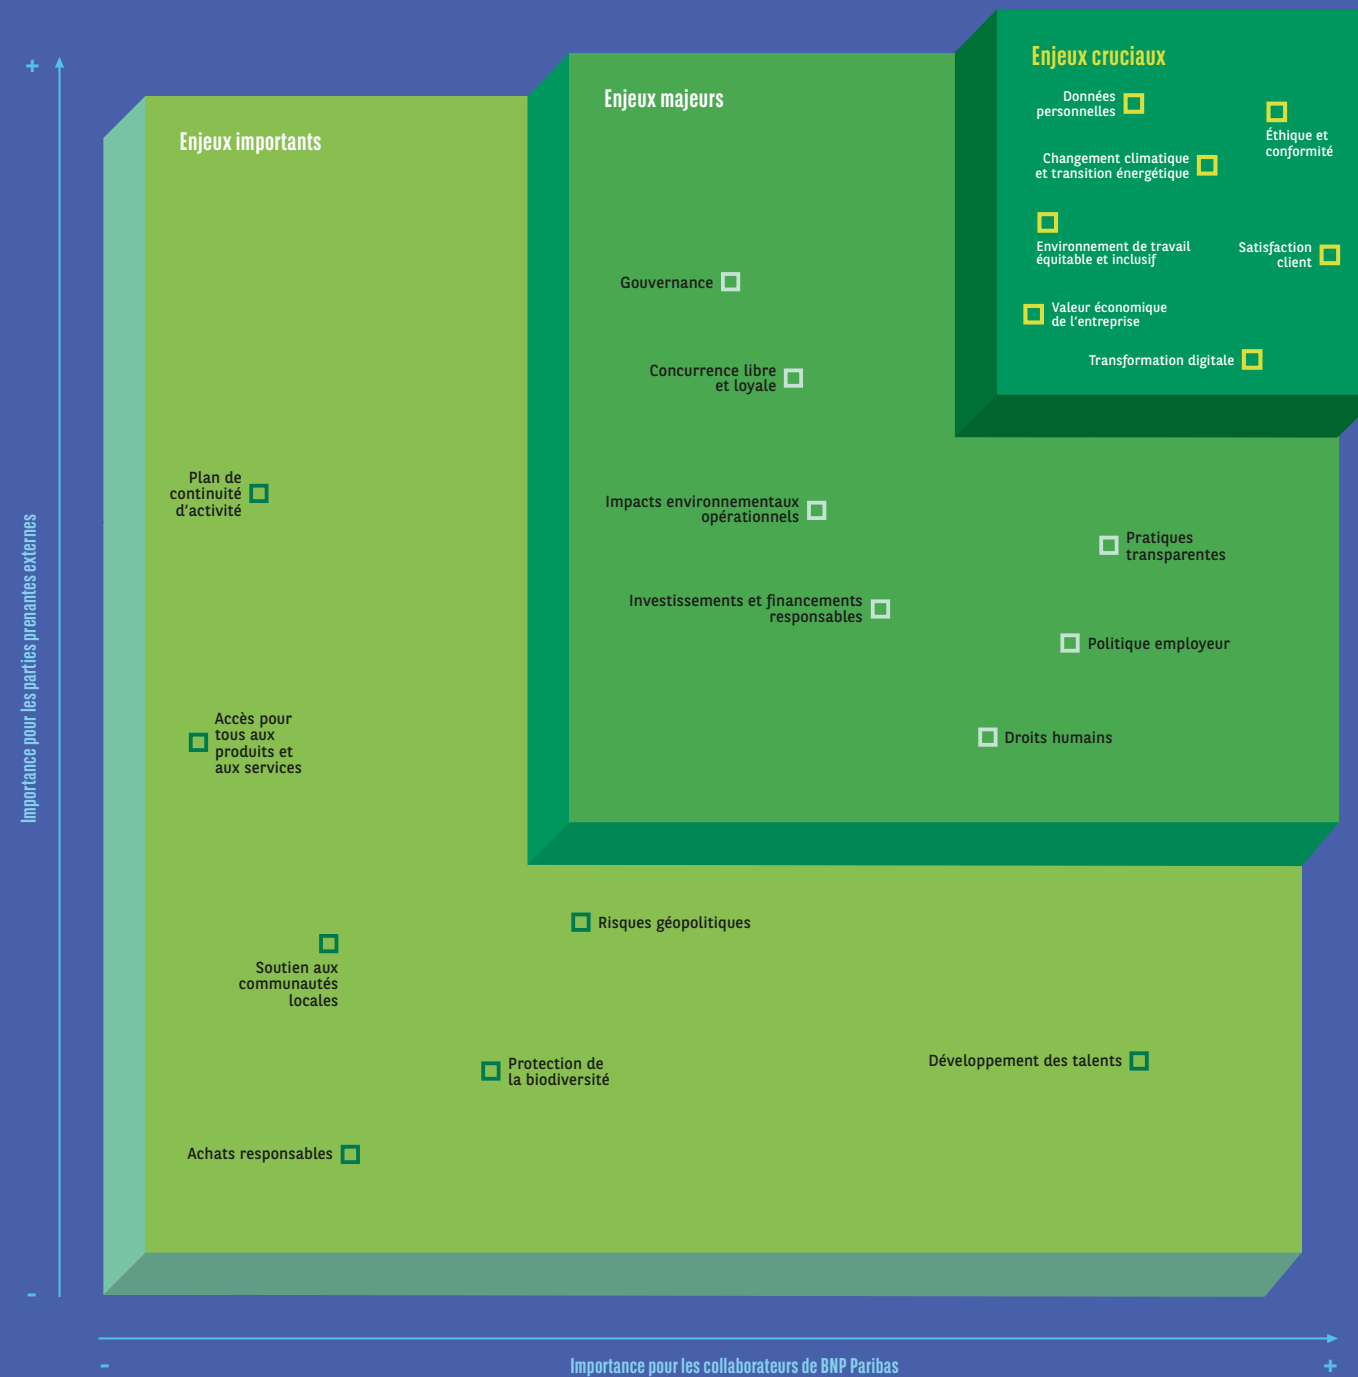 +
Enjeux cruciaux
Données
personnelles
Éthique et
conformité
Changement climatique
et transition énergétique
Environnement de travail
équitable et inclusif
Satisfaction
client
Valeur économique
de l'entreprise
Transformation digitale
Enjeux majeurs
Gouvernance
Concurrence libre
et loyale
Impacts environnementaux
opérationnels
Pratiques
transparentes
Investissements et financements
responsables
Politique employeur
Droits humains
Enjeux importants
Plan de
continuité
d'activité
Accès pour
tous aux
produits et
aux services
Risques géopolitiques
Soutien aux
communautés
locales
Protection de
la biodiversité
Développement des talents
Achats responsables
Importance pour les parties prenantes externes
-
-
Importance pour les collaborateurs de BNP Paribas
+